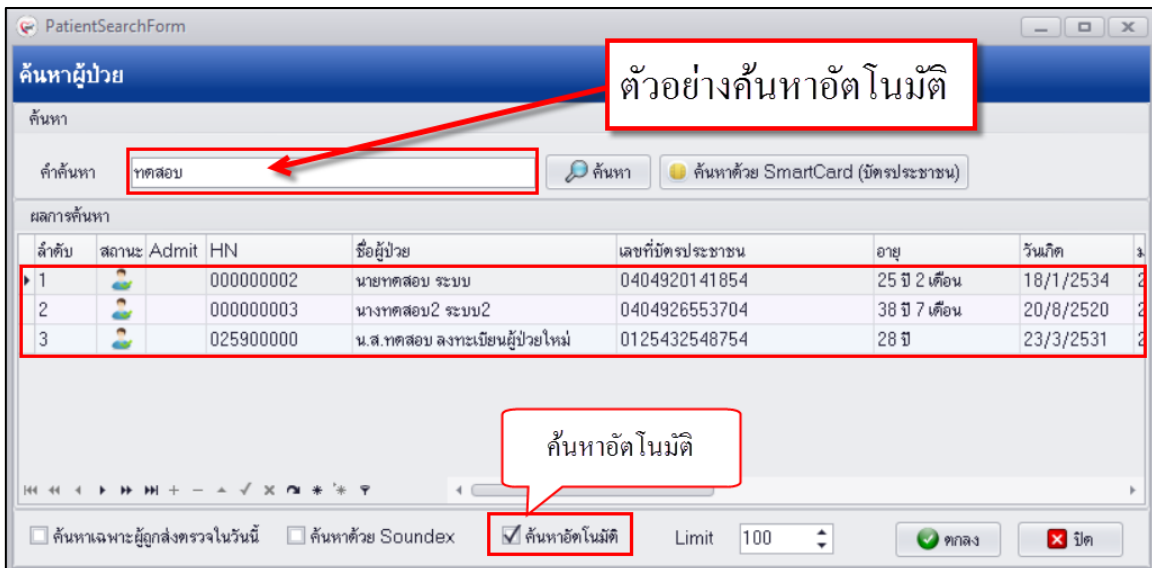 PatientSearchForm
ค้นหาผู้ป่วย
ตัวอย่างค้นหาอัตโนมัติ
ค้นหา
คำค้นหา ทดสอบ ค้นหา ค้นหาด้วย SmartCard (บัตรประชาชน)
ผลการค้นหา
ลำดับ สถานะ Admit HN ชื่อผู้ป่วย เลขที่บัตรประชาชน อายุ วันเกิด
1 000000002 นายทดสอบ ระบบ 0404920141854 25 ปี 2 เดือน 18/1/2534 2
2 000000003 นางทดสอบ2 ระบบ2 0404926553704 38 ปี 7 เดือน 20/8/2520 2
3 025900000 น.ส.ทดสอบ ลงทะเบียนผู้ป่วยใหม่ 0125432548754 28 ปี 23/3/2531 2
ค้นหาอัตโนมัติ
ค้นหาเฉพาะผู้ถูกส่งตรวจในวันนี้ ค้นหาด้วย Soundex ค้นหาอัตโนมัติ Limit 100 ตกลง ปิด